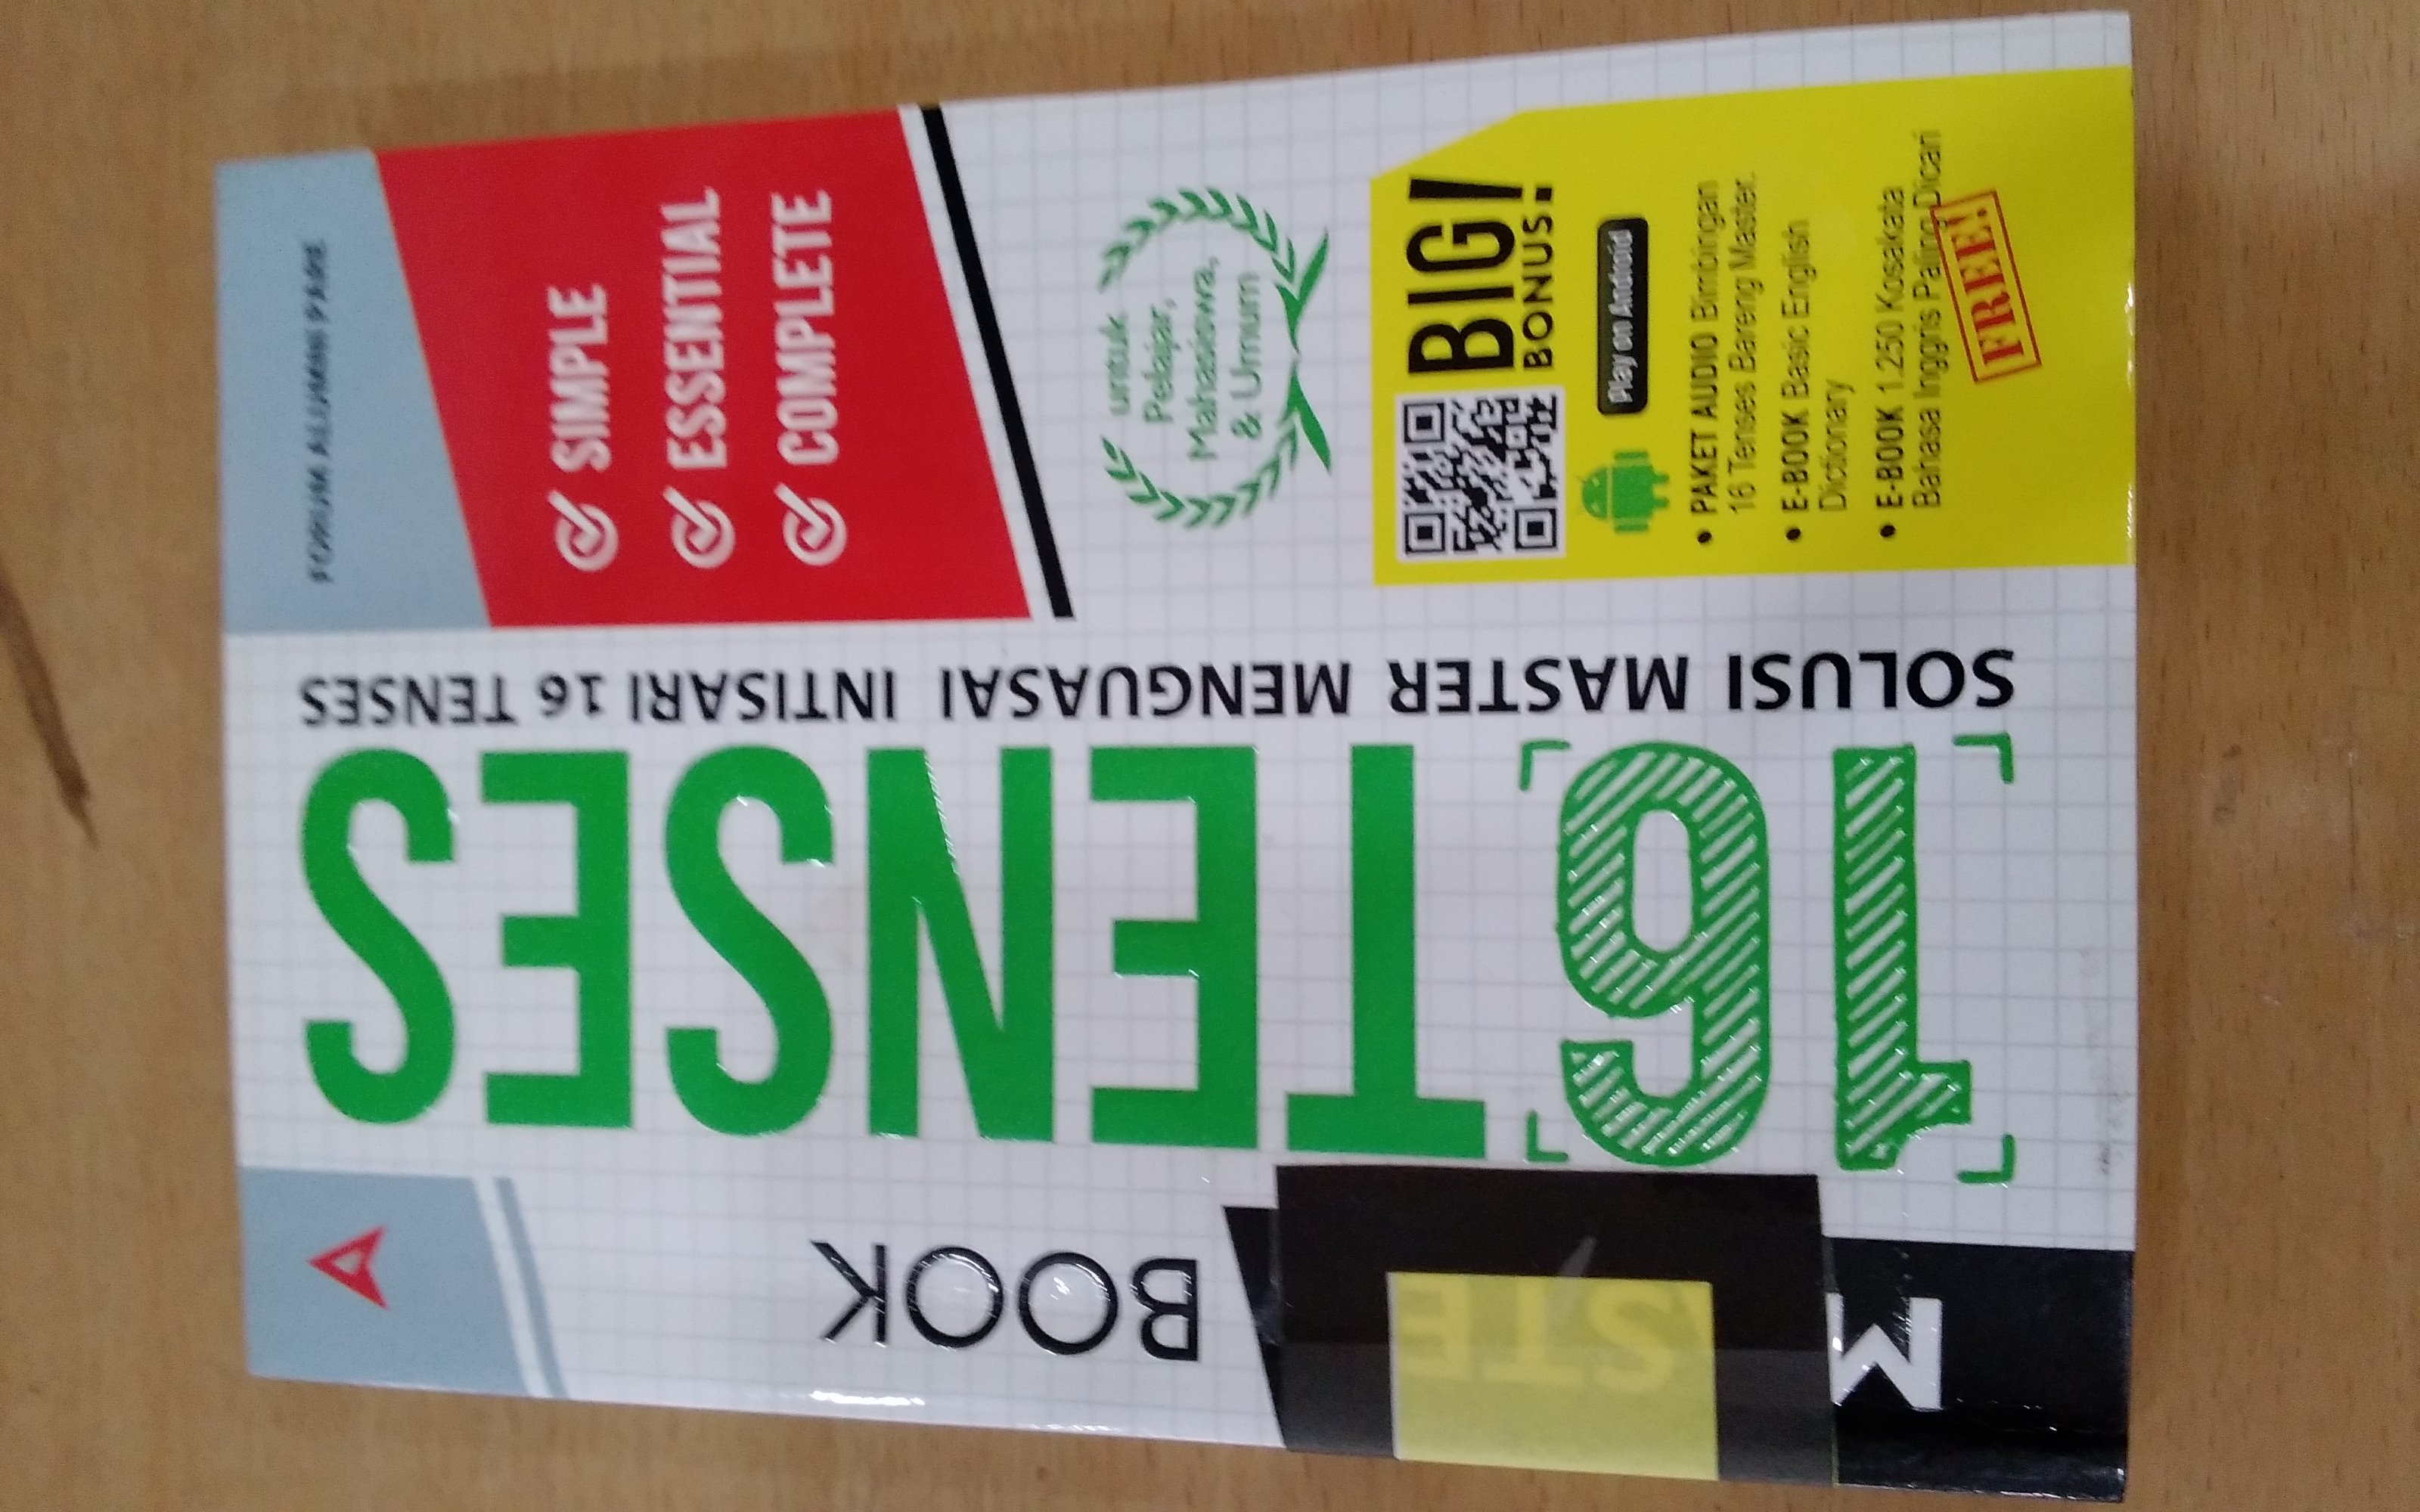 M STE
BOOK
16 TENSES
SOLUSI MASTER MENGUASAI INTISARI 16 TENSES
FORUM ALUMNI PARE
SIMPLE
ESSENTIAL
COMPLETE
untuk
Pelajar,
Mahasiswa,
& Umum
BIG!
BONUS!
Play on Android
• PAKET AUDIO Bimbingan
16 Tenses Bareng Master.
• E-BOOK Basic English
Dictionary
• E-BOOK 1.250 Kosakata
Bahasa Inggris Paling Dicari
FREE!